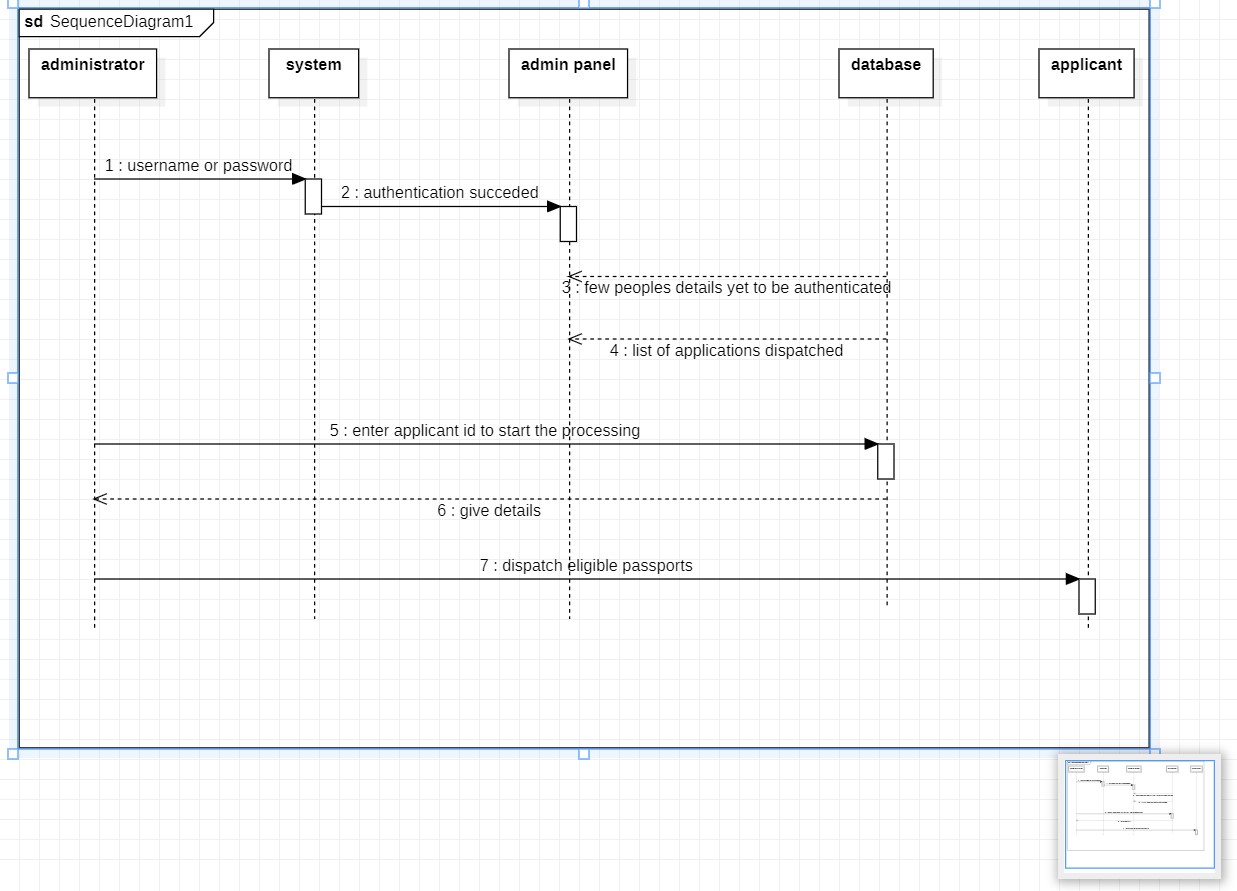 sd SequenceDiagram1
administrator
system
admin panel
database
applicant
1 : username or password
2 : authentication succeded
3 : few peoples details yet to be authenticated
4 : list of applications dispatched
5 : enter applicant id to start the processing
6 : give details
7 : dispatch eligible passports